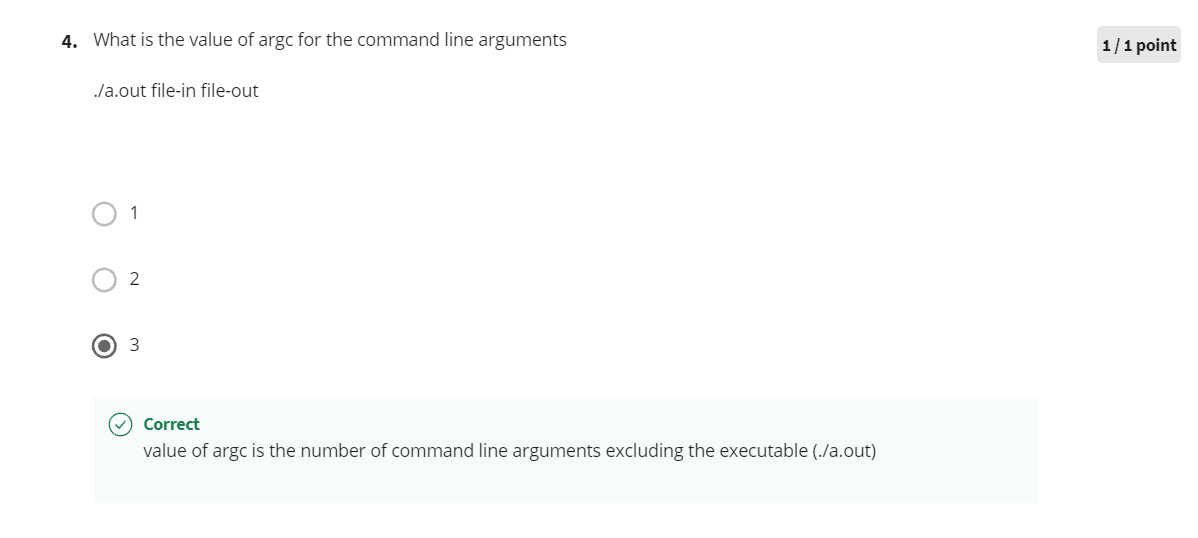 4. What is the value of argc for the command line arguments
1 / 1 point
./a.out file-in file-out
1
2
3
Correct
value of argc is the number of command line arguments excluding the executable (./a.out)